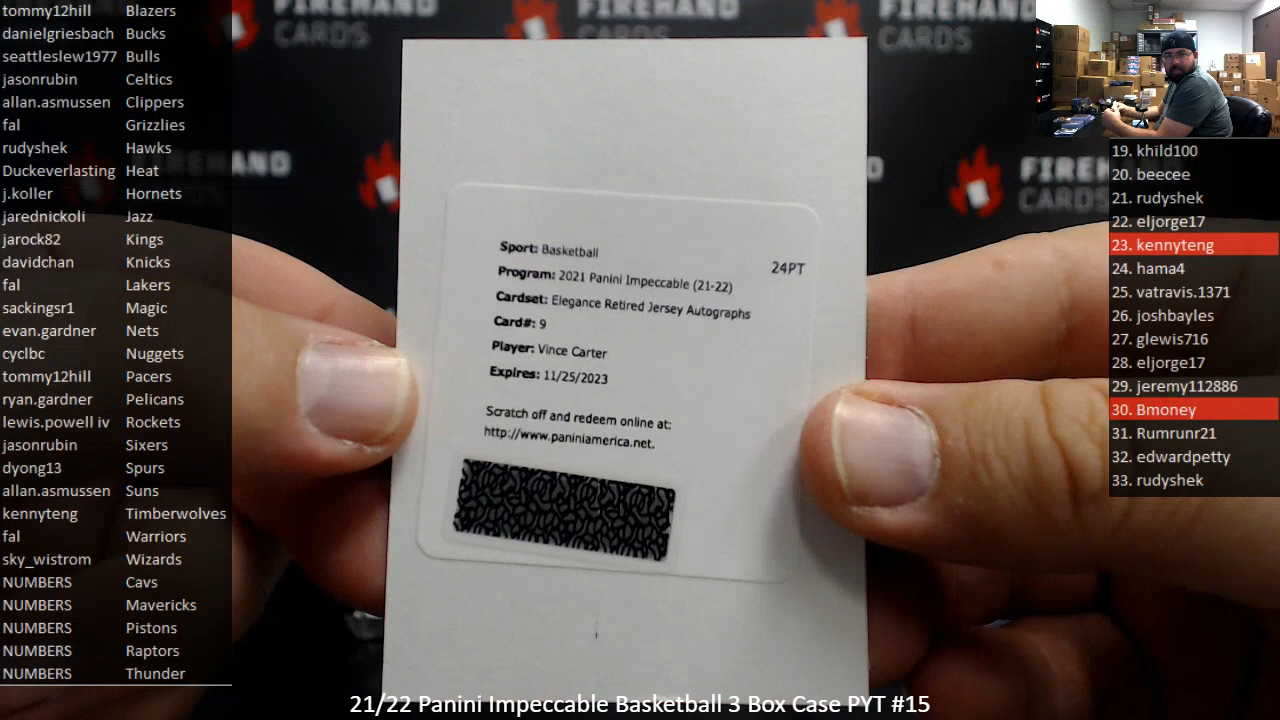 tommy12hill Blazers
danielgriesbach Bucks
seattleslew1977 Bulls
jasonrubin Celtics
allan.asmussen Clippers
fal Grizzlies
rudyshek Hawks
Duckeverlasting Heat
j.koller Hornets
jarednickoli Jazz
jarock82 Kings
davidchan Knicks
fal Lakers
sackingsr1 Magic
evan.gardner Nets
cyclbc Nuggets
tommy12hill Pacers
ryan.gardner Pelicans
lewis.powell iv Rockets
jasonrubin Sixers
dyong13 Spurs
allan.asmussen Suns
kennyteng Timberwolves
fal Warriors
sky_wistrom Wizards
NUMBERS Cavs
NUMBERS Mavericks
NUMBERS Pistons
NUMBERS Raptors
NUMBERS Thunder
FIREHAND
CARDS
FIREHAND
CARDS
FIREHAND
CARDS
FIREHAND
CARDS
Sport: Basketball
24PT
Program: 2021 Panini Impeccable (21-22)
Cardset: Elegance Retired Jersey Autographs
Card#: 9
Player: Vince Carter
Expires: 11/25/2023
Scratch off and redeem online at:
http://www.paniniamerica.net.
19. khild100
20. beecee
21. rudyshek
22. eljorge17
23. kennyteng
24. hama4
25. vatravis.1371
26. joshbayles
27. glewis716
28. eljorge17
29. jeremy112886
30. Bmoney
31. Rumrunr21
32. edwardpetty
33. rudyshek
21/22 Panini Impeccable Basketball 3 Box Case PYT #15